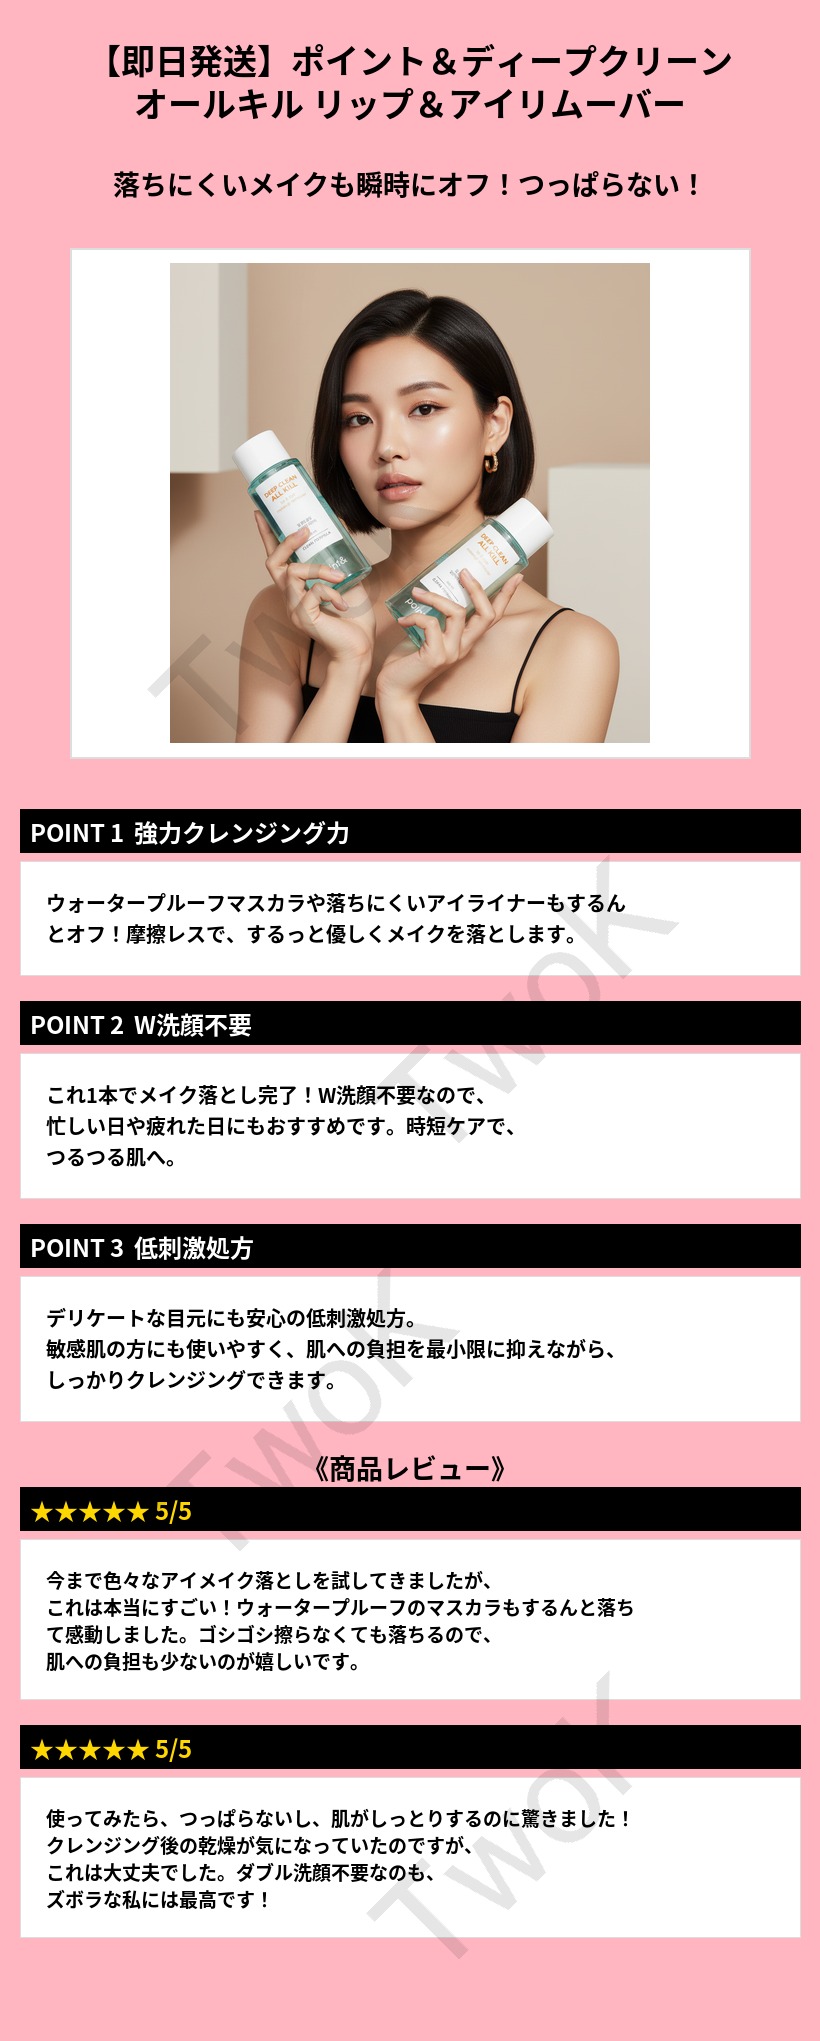 【即日発送】ポイント＆ディープクリーン
オールキル リップ＆アイリムーバー
落ちにくいメイクも瞬時にオフ！つっぱらない！
DEEP CLEAN
ALL KILL
DEEP CLEAN
ALL KILL
TwoK
POINT 1 強力クレンジング力
ウォータープルーフマスカラや落ちにくいアイライナーもするん
とオフ！摩擦レスで、するっと優しくメイクを落とします。
TwoK
POINT 2 W洗顔不要
これ1本でメイク落とし完了！W洗顔不要なので、
忙しい日や疲れた日にもおすすめです。時短ケアで、
つるつる肌へ。
POINT 3 低刺激処方
デリケートな目元にも安心の低刺激処方。
敏感肌の方にも使いやすく、肌への負担を最小限に抑えながら、
しっかりクレンジングできます。
TwoK
《商品レビュー》
★★★★★ 5/5
今まで色々なアイメイク落としを試してきましたが、
これは本当にすごい！ウォータープルーフのマスカラもするんと落ち
て感動しました。ゴシゴシ擦らなくても落ちるので、
肌への負担も少ないのが嬉しいです。
★★★★★ 5/5
使ってみたら、つっぱらないし、肌がしっとりするのに驚きました！
クレンジング後の乾燥が気になっていたのですが、
これは大丈夫でした。ダブル洗顔不要なのも、
ズボラな私には最高です！
TwoK